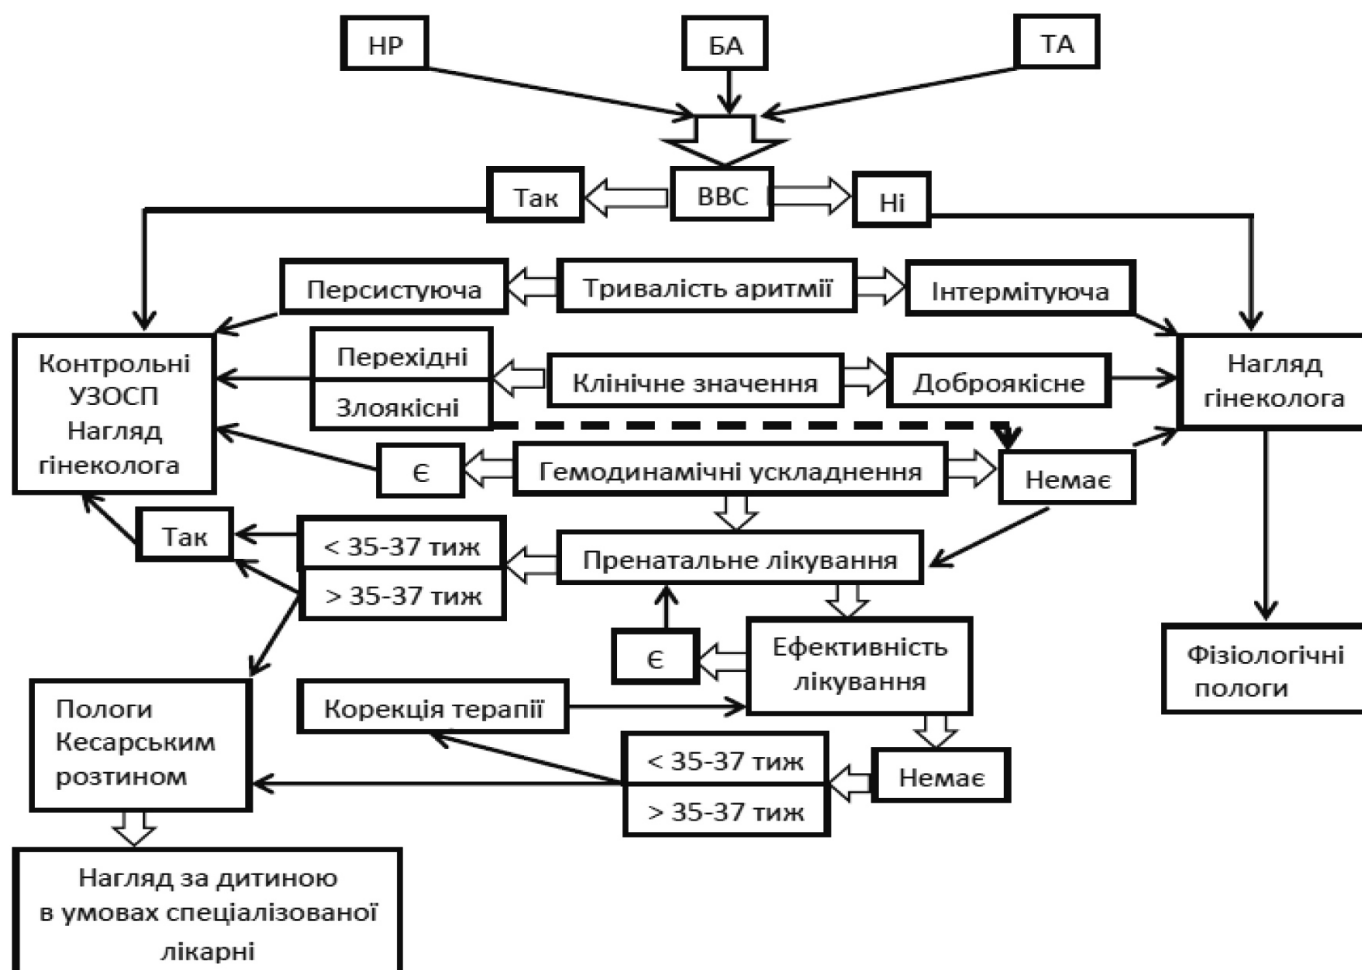 НР
БА
ТА
Так
ВВС
Ні
Персистуюча
Тривалість аритмії
Інтермітуюча
Контрольні
УЗОСП
Нагляд
гінеколога
Перехідні
Злоякісні
Клінічне значення
Доброякісне
Нагляд
гінеколога
Є
Гемодинамічні ускладнення
Немає
Так
< 35-37 тиж
> 35-37 тиж
Пренатальне лікування
Є
Ефективність
лікування
Фізіологічні
пологи
Пологи
Кесарським
розтином
Корекція терапії
< 35-37 тиж
> 35-37 тиж
Немає
Нагляд за дитиною
в умовах спеціалізованої
лікарні